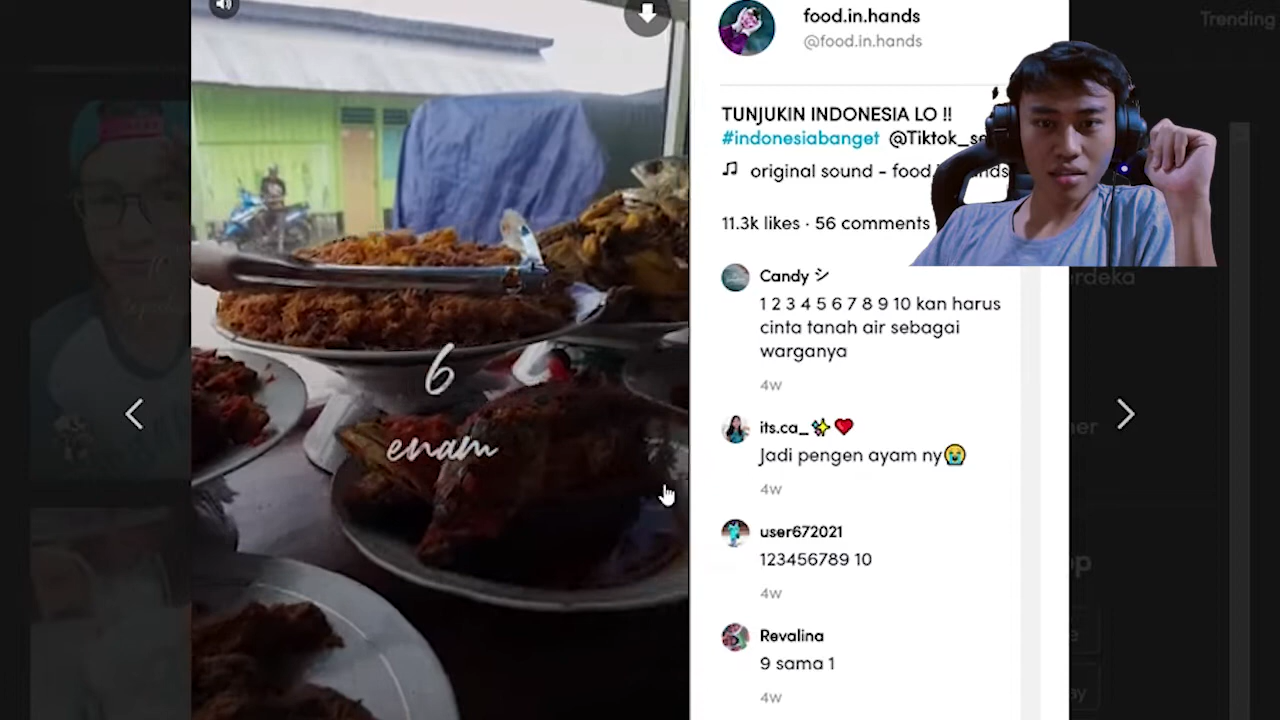 Trending
food.in.hands
@food.in.hands
TUNJUKIN INDONESIA LO !!
#indonesiabanget @Tiktok_se
original sound - food
11.3k likes · 56 comments
Candy シ
1 2 3 4 5 6 7 8 9 10 kan harus
cinta tanah air sebagai
warganya
4w
its.ca_✨❤️
Jadi pengen ayam ny😭
4w
user672021
123456789 10
4w
Revalina
9 sama 1
4w
6
enam